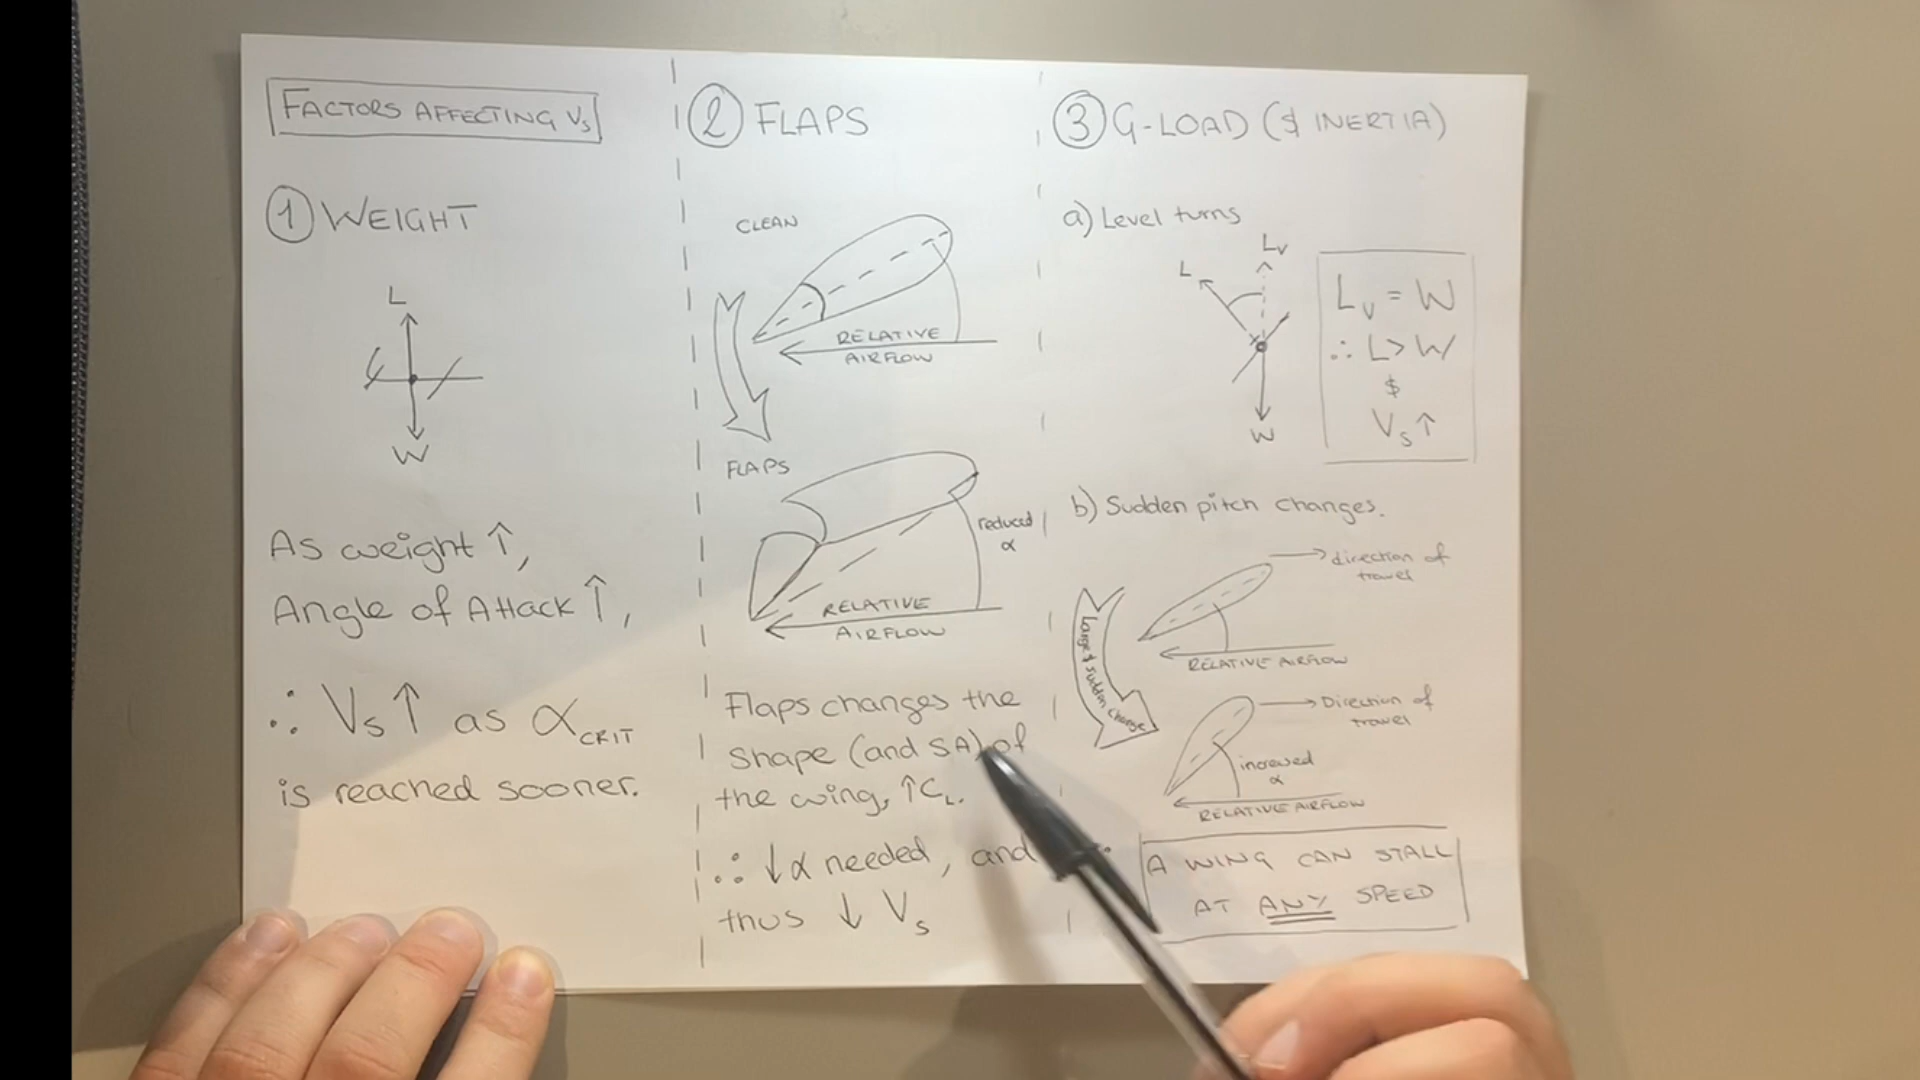 FACTORS AFFECTING Vs
① WEIGHT
L
W
As weight ↑,
Angle of Attack ↑,
∴ Vs ↑ as αCRIT
is reached sooner.
② FLAPS
CLEAN
RELATIVE
AIRFLOW
FLAPS
reduced
α
RELATIVE
AIRFLOW
Flaps changes the
shape (and SA) of
the wing, ↑CL.
∴ ↓α needed, and
thus ↓ Vs
③ G-LOAD ($ INERTIA)
a) Level turns
Lv
L
W
Lv = W
∴ L > W
$
Vs ↑
b) Sudden pitch changes.
direction of
travel
RELATIVE AIRFLOW
Large $ sudden change
Direction of
travel
increased
α
RELATIVE AIRFLOW
A WING CAN STALL
AT ANY SPEED